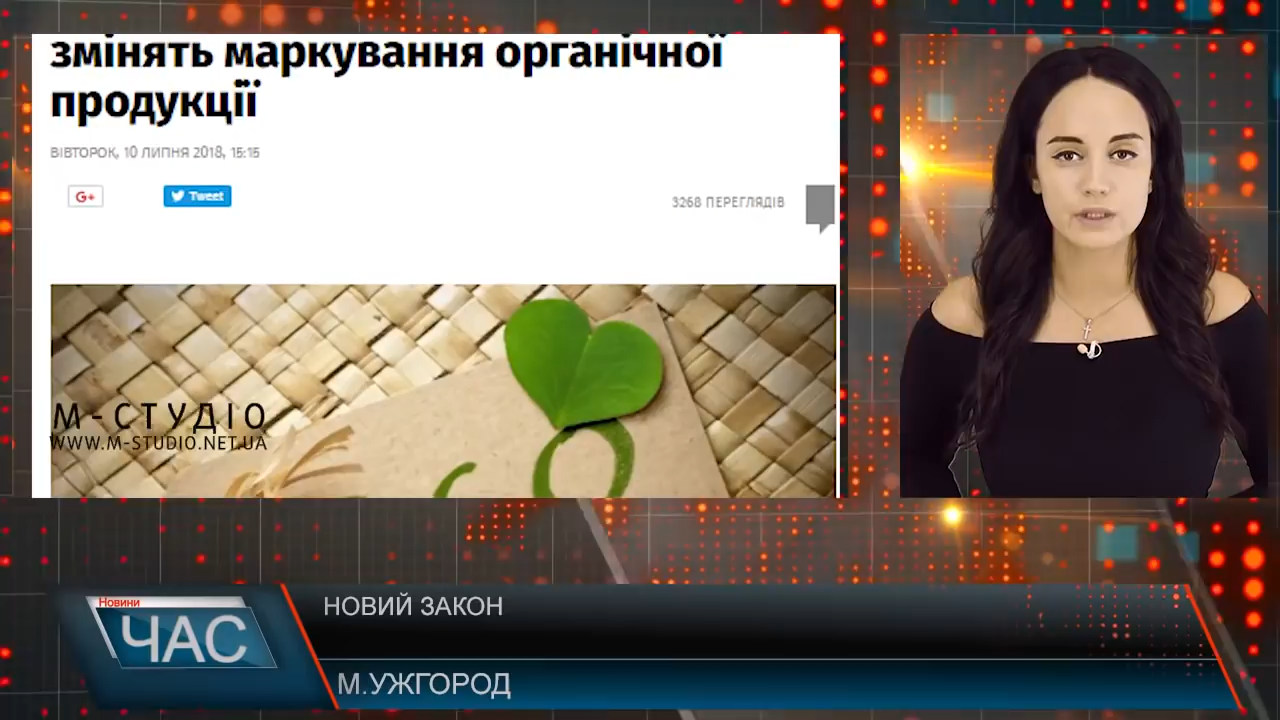 змінять маркування органічної
продукції
ВІВТОРОК, 10 ЛИПНЯ 2018, 15:15
G+
Tweet
3268 ПЕРЕГЛЯДІВ
М-СТУДІО
WWW.M-STUDIO.NET.UA
Новини
ЧАС
НОВИЙ ЗАКОН
М.УЖГОРОД